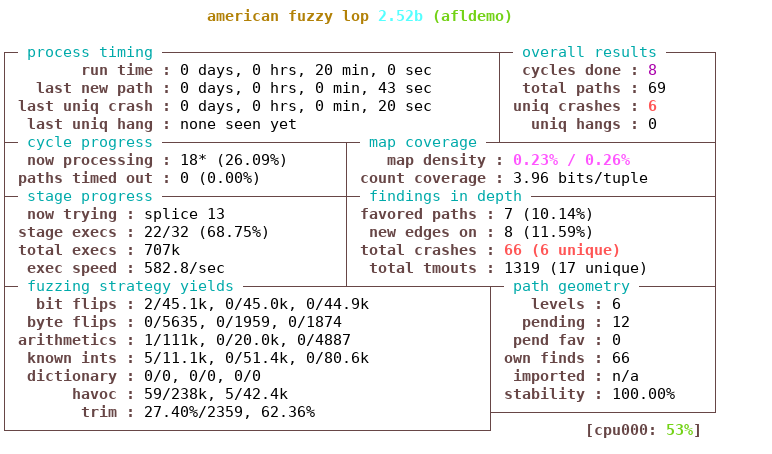 american fuzzy lop 2.52b (afldemo)
process timing
run time : 0 days, 0 hrs, 20 min, 0 sec
last new path : 0 days, 0 hrs, 0 min, 43 sec
last uniq crash : 0 days, 0 hrs, 0 min, 20 sec
last uniq hang : none seen yet
overall results
cycles done : 8
total paths : 69
uniq crashes : 6
uniq hangs : 0
cycle progress
now processing : 18* (26.09%)
paths timed out : 0 (0.00%)
map coverage
map density : 0.23% / 0.26%
count coverage : 3.96 bits/tuple
stage progress
now trying : splice 13
stage execs : 22/32 (68.75%)
total execs : 707k
exec speed : 582.8/sec
findings in depth
favored paths : 7 (10.14%)
new edges on : 8 (11.59%)
total crashes : 66 (6 unique)
total tmouts : 1319 (17 unique)
fuzzing strategy yields
bit flips : 2/45.1k, 0/45.0k, 0/44.9k
byte flips : 0/5635, 0/1959, 0/1874
arithmetics : 1/111k, 0/20.0k, 0/4887
known ints : 5/11.1k, 0/51.4k, 0/80.6k
dictionary : 0/0, 0/0, 0/0
havoc : 59/238k, 5/42.4k
trim : 27.40%/2359, 62.36%
path geometry
levels : 6
pending : 12
pend fav : 0
own finds : 66
imported : n/a
stability : 100.00%
[cpu000: 53%]